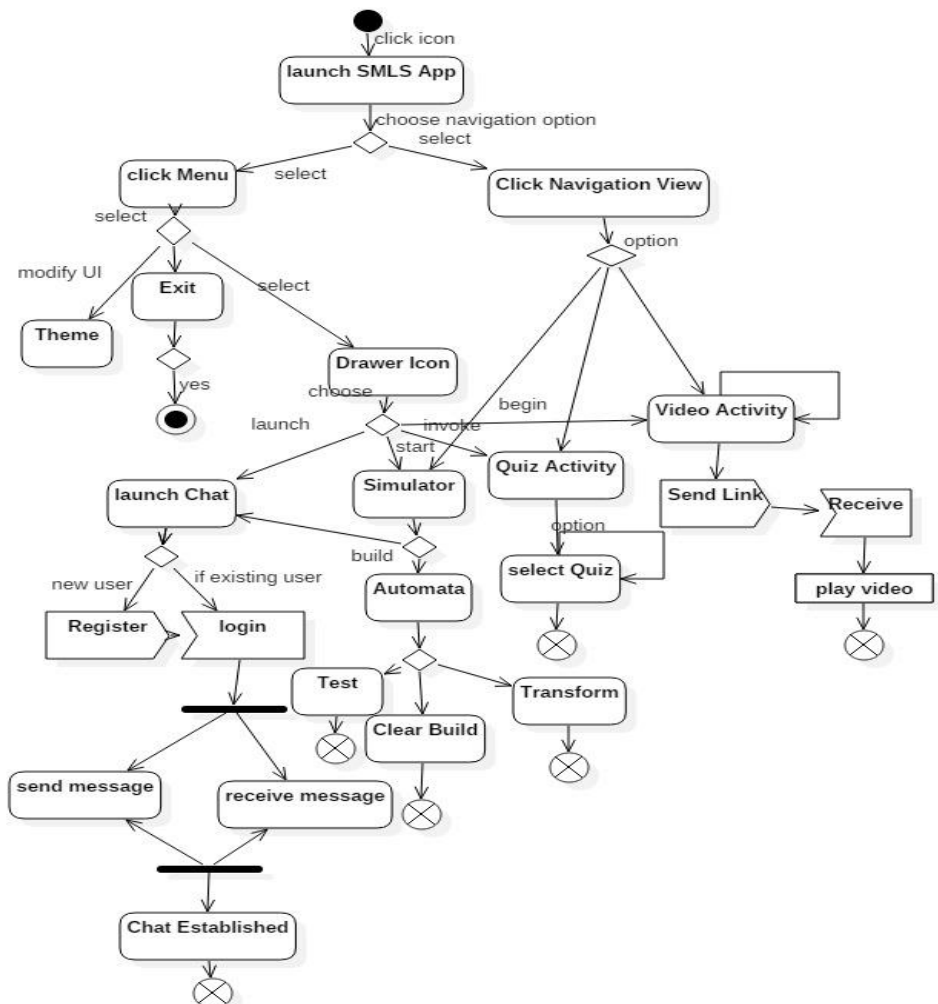 click icon
launch SMLS App
choose navigation option
select
select
click Menu
Click Navigation View
select
option
modify UI
Exit
select
Theme
Drawer Icon
yes
choose
begin
Video Activity
launch
invoke
start
Quiz Activity
launch Chat
Simulator
Send Link
Receive
option
build
new user
if existing user
Automata
select Quiz
play video
Register
login
Test
Transform
Clear Build
send message
receive message
Chat Established